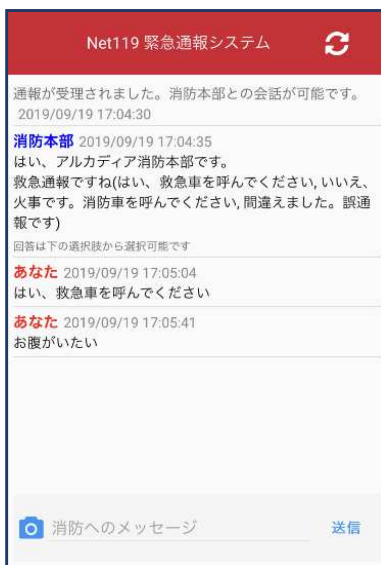 Net119 緊急通報システム
通報が受理されました。消防本部との会話が可能です。
2019/09/19 17:04:30
消防本部 2019/09/19 17:04:35
はい、アルカディア消防本部です。
救急通報ですね(はい、救急車を呼んでください, いいえ、
火事です。消防車を呼んでください, 間違えました。誤通
報です)
回答は下の選択肢から選択可能です
あなた 2019/09/19 17:05:04
はい、救急車を呼んでください
あなた 2019/09/19 17:05:41
お腹がいたい
消防へのメッセージ 送信